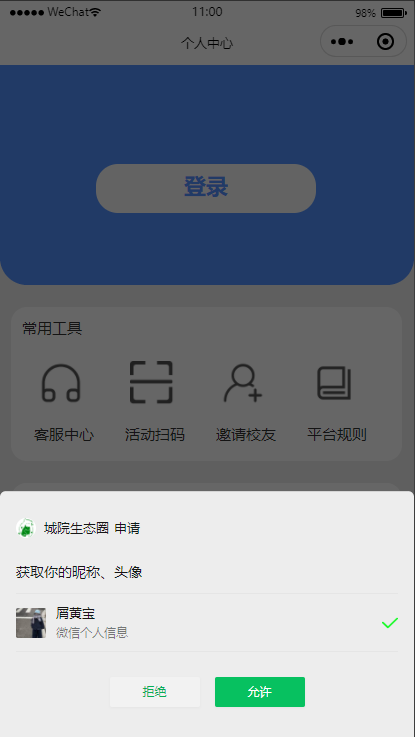 ●●●●● WeChat
11:00
98%
个人中心
登录
常用工具
客服中心
活动扫码
邀请校友
平台规则
城院生态圈 申请
获取你的昵称、头像
屑黄宝
微信个人信息
拒绝
允许